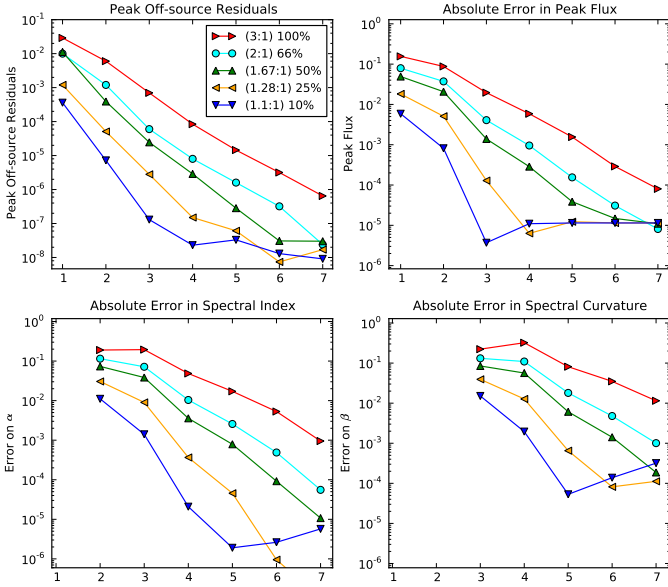 Peak Off-source Residuals
Peak Off-source Residuals
10^-1
10^-2
10^-3
10^-4
10^-5
10^-6
10^-7
10^-8
(3:1) 100%
(2:1) 66%
(1.67:1) 50%
(1.28:1) 25%
(1.1:1) 10%
1 2 3 4 5 6 7
Absolute Error in Peak Flux
Peak Flux
10^0
10^-1
10^-2
10^-3
10^-4
10^-5
10^-6
1 2 3 4 5 6 7
Absolute Error in Spectral Index
Error on α
10^0
10^-1
10^-2
10^-3
10^-4
10^-5
10^-6
1 2 3 4 5 6 7
Absolute Error in Spectral Curvature
Error on β
10^0
10^-1
10^-2
10^-3
10^-4
10^-5
10^-6
1 2 3 4 5 6 7